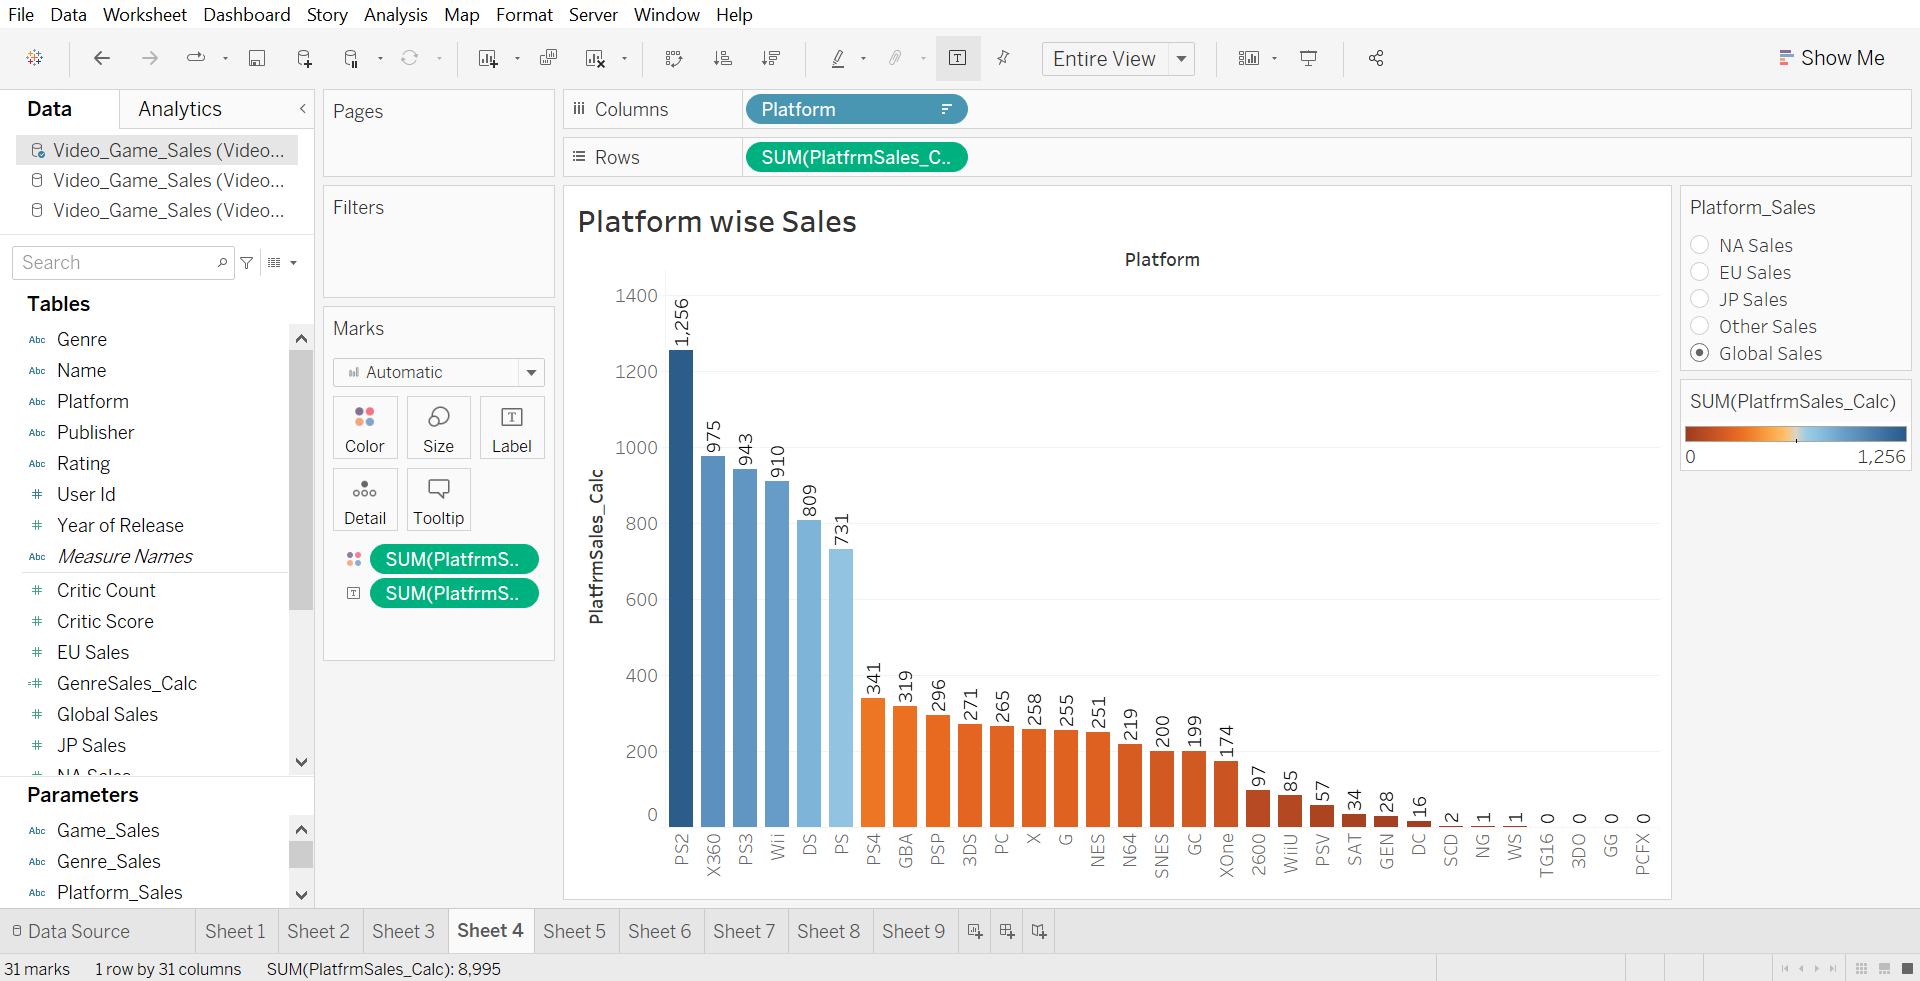 File Data Worksheet Dashboard Story Analysis Map Format Server Window Help
Entire View
Show Me
Data Analytics
Video_Game_Sales (Video...
Video_Game_Sales (Video...
Video_Game_Sales (Video...
Search
Tables
Abc Genre
Abc Name
Abc Platform
Abc Publisher
Abc Rating
# User Id
# Year of Release
Abc Measure Names
# Critic Count
# Critic Score
# EU Sales
=# GenreSales_Calc
# Global Sales
# JP Sales
# NA Sales
Parameters
Abc Game_Sales
Abc Genre_Sales
Abc Platform_Sales
Pages
Filters
Marks
Automatic
Color Size Label
Detail Tooltip
SUM(PlatfrmS..
SUM(PlatfrmS..
Columns Platform
Rows SUM(PlatfrmSales_C..
Platform wise Sales
Platform
PlatfrmSales_Calc
1400
1200
1000
800
600
400
200
0
1,256 975 943 910 809 731 341 319 296 271 265 258 255 251 219 200 199 174 97 85 57 34 28 16 2 1 1 0 0 0 0
PS2 X360 PS3 Wii DS PS PS4 GBA PSP 3DS PC X G NES N64 SNES GC XOne 2600 WiiU PSV SAT GEN DC SCD NG WS TG16 3DO GG PCFX
Platform_Sales
NA Sales
EU Sales
JP Sales
Other Sales
Global Sales
SUM(PlatfrmSales_Calc)
0 1,256
Data Source Sheet 1 Sheet 2 Sheet 3 Sheet 4 Sheet 5 Sheet 6 Sheet 7 Sheet 8 Sheet 9
31 marks 1 row by 31 columns SUM(PlatfrmSales_Calc): 8,995